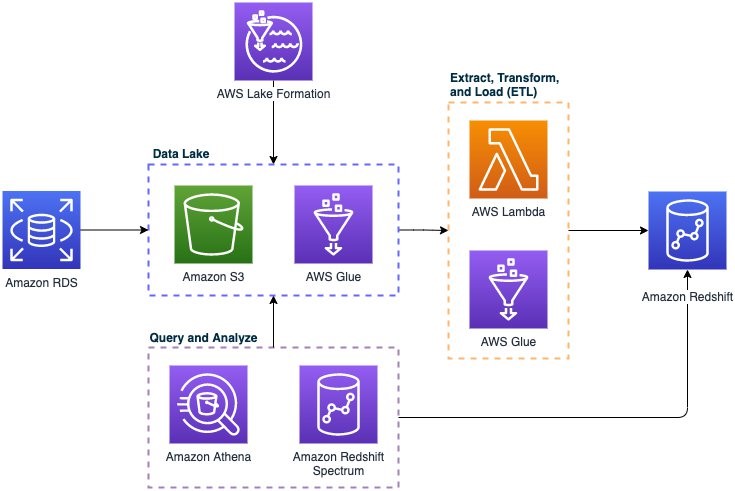 AWS Lake Formation
Extract, Transform,
and Load (ETL)
Data Lake
AWS Lambda
Amazon RDS
Amazon S3
AWS Glue
Amazon Redshift
Query and Analyze
AWS Glue
Amazon Athena
Amazon Redshift
Spectrum